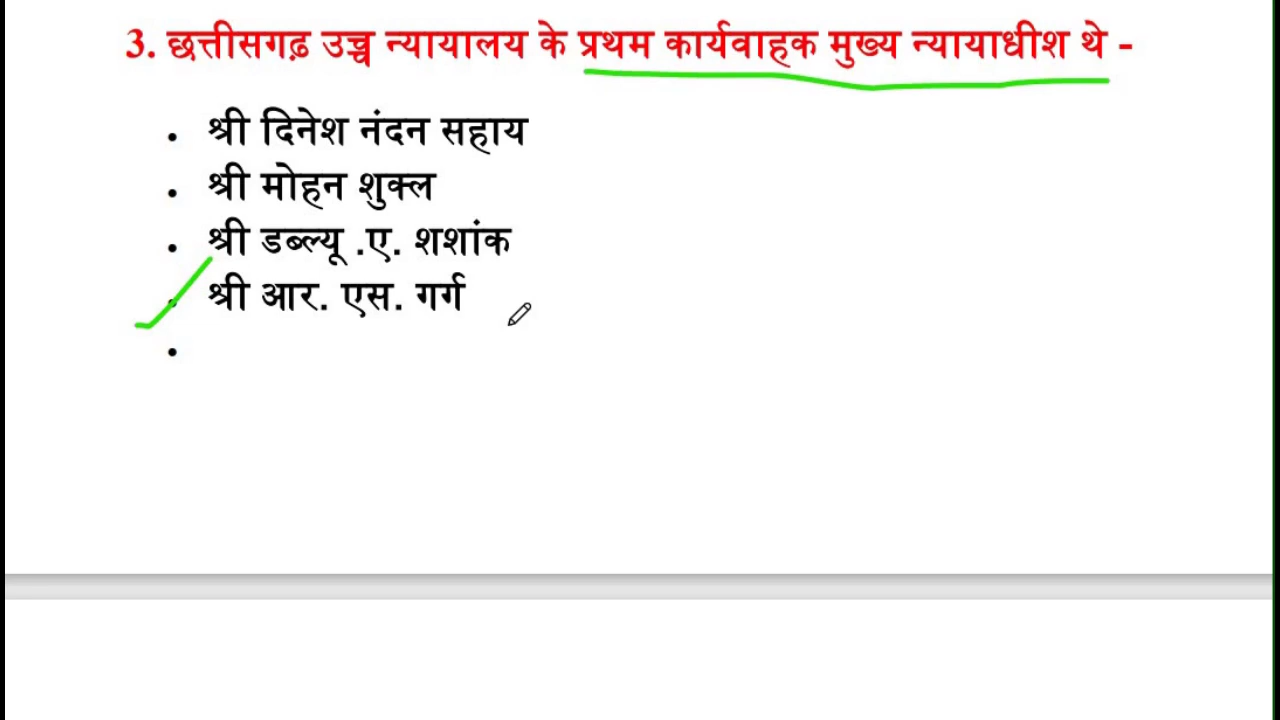 3. छत्तीसगढ़ उच्च न्यायालय के प्रथम कार्यवाहक मुख्य न्यायाधीश थे -
• श्री दिनेश नंदन सहाय
• श्री मोहन शुक्ल
• श्री डब्ल्यू .ए. शशांक
• श्री आर. एस. गर्ग
•